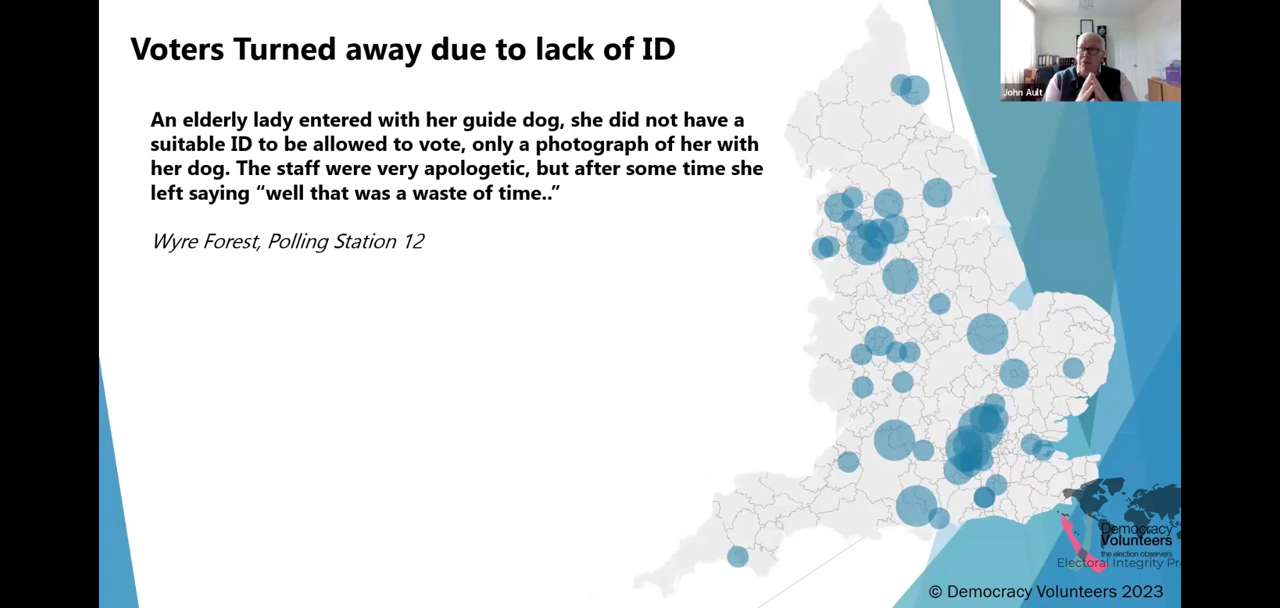 Voters Turned away due to lack of ID
John Ault
An elderly lady entered with her guide dog, she did not have a
suitable ID to be allowed to vote, only a photograph of her with
her dog. The staff were very apologetic, but after some time she
left saying “well that was a waste of time..”
Wyre Forest, Polling Station 12
Democracy
Volunteers
the election observers
Electoral Integrity Pr
© Democracy Volunteers 2023